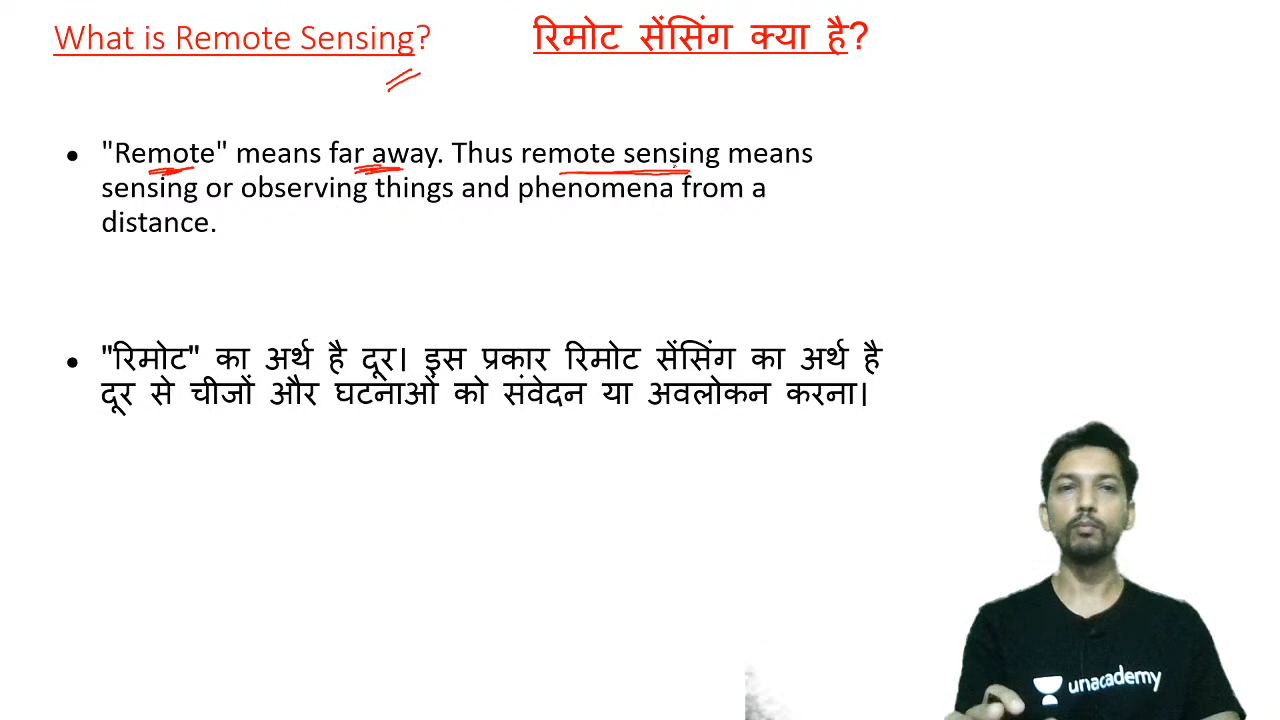 What is Remote Sensing?
रिमोट सेंसिंग क्या है?
"Remote" means far away. Thus remote sensing means
sensing or observing things and phenomena from a
distance.
"रिमोट" का अर्थ है दूर। इस प्रकार रिमोट सेंसिंग का अर्थ है
दूर से चीजों और घटनाओं को संवेदन या अवलोकन करना।
unacademy